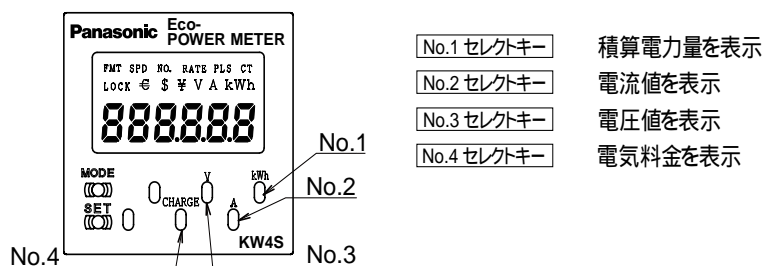 Panasonic Eco-POWER METER
FMT SPD NO. RATE PLS CT
LOCK € $ ¥ V A kWh
888888
MODE
SET
CHARGE
V
kWh
A
KW4S
No.1
No.2
No.3
No.4
No.1 セレクトキー 積算電力量を表示
No.2 セレクトキー 電流値を表示
No.3 セレクトキー 電圧値を表示
No.4 セレクトキー 電気料金を表示